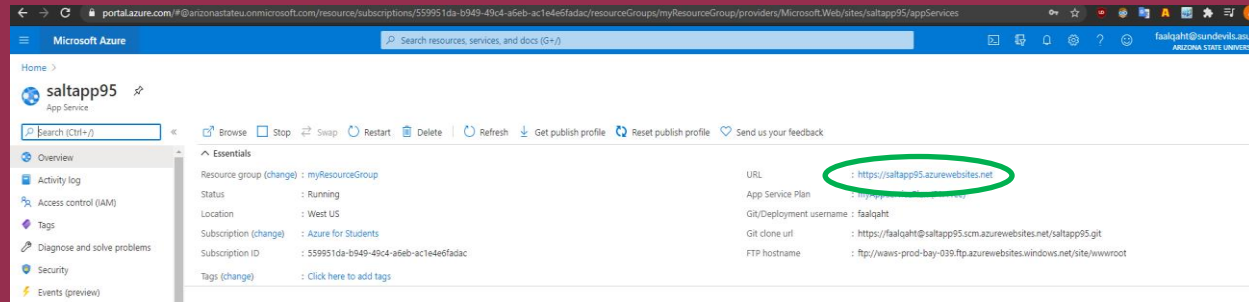 portal.azure.com/#@arizonastateu.onmicrosoft.com/resource/subscriptions/559951da-b949-49c4-a6eb-ac1e4e6fadac/resourceGroups/myResourceGroup/providers/Microsoft.Web/sites/saltapp95/appServices
Microsoft Azure
Search resources, services, and docs (G+/)
faalqaht@sundevils.asu
ARIZONA STATE UNIVERS
Home >
saltapp95
App Service
Search (Ctrl+/)
Browse Stop Swap Restart Delete Refresh Get publish profile Reset publish profile Send us your feedback
Overview
Activity log
Access control (IAM)
Tags
Diagnose and solve problems
Security
Events (preview)
Essentials
Resource group (change) : myResourceGroup
Status : Running
Location : West US
Subscription (change) : Azure for Students
Subscription ID : 559951da-b949-49c4-a6eb-ac1e4e6fadac
Tags (change) : Click here to add tags
URL : https://saltapp95.azurewebsites.net
App Service Plan :
Git/Deployment username : faalqaht
Git clone url : https://faalqaht@saltapp95.scm.azurewebsites.net/saltapp95.git
FTP hostname : ftp://waws-prod-bay-039.ftp.azurewebsites.windows.net/site/wwwroot